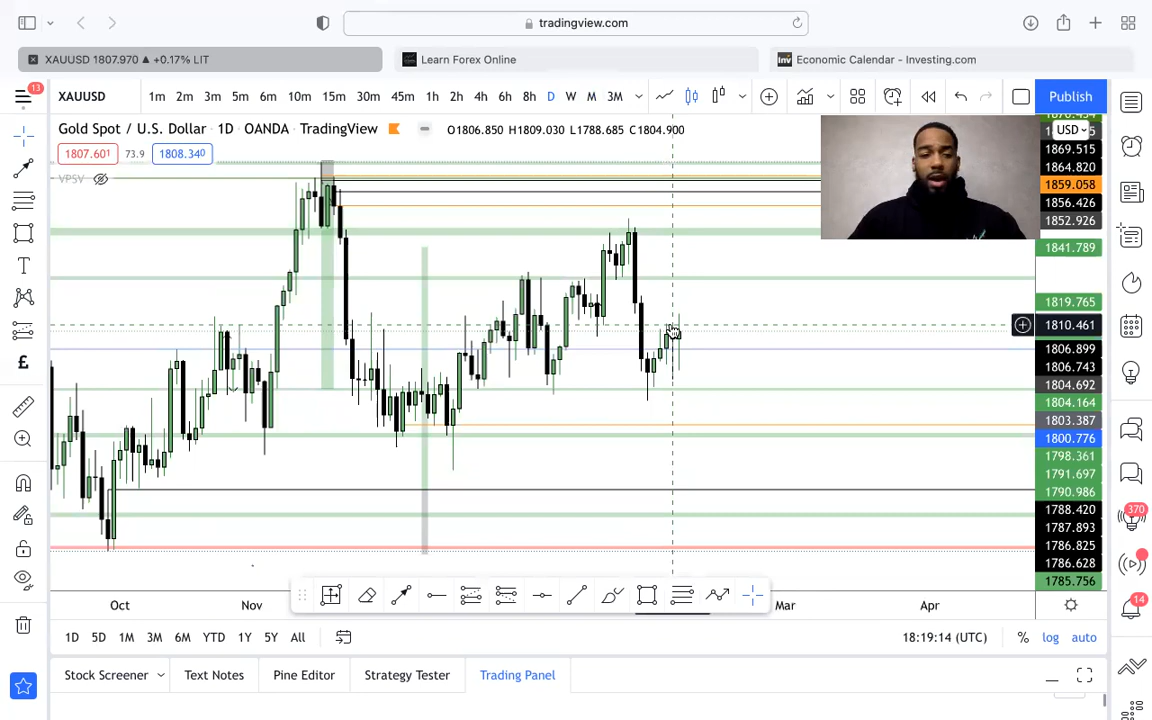 tradingview.com
XAUUSD 1807.970 ▲ +0.17% LIT
Learn Forex Online
Inv
Economic Calendar - Investing.com
13
XAUUSD
1m 2m 3m 5m 6m 10m 15m 30m 45m 1h 2h 4h 6h 8h D W M 3M
Publish
Gold Spot / U.S. Dollar · 1D · OANDA · TradingView
O1806.850 H1809.030 L1788.685 C1804.900
USD
1807.601
73.9
1808.340
VPSV
1869.515
1864.820
1859.058
1856.426
1852.926
1841.789
1819.765
1810.461
1806.899
1806.743
1804.692
1804.164
1803.387
1800.776
1798.361
1791.697
1790.986
1788.420
1787.893
1786.825
1786.628
1785.756
T
£
370
14
Oct Nov Mar Apr
1D 5D 1M 3M 6M YTD 1Y 5Y All
18:19:14 (UTC)
% log auto
Stock Screener
Text Notes
Pine Editor
Strategy Tester
Trading Panel